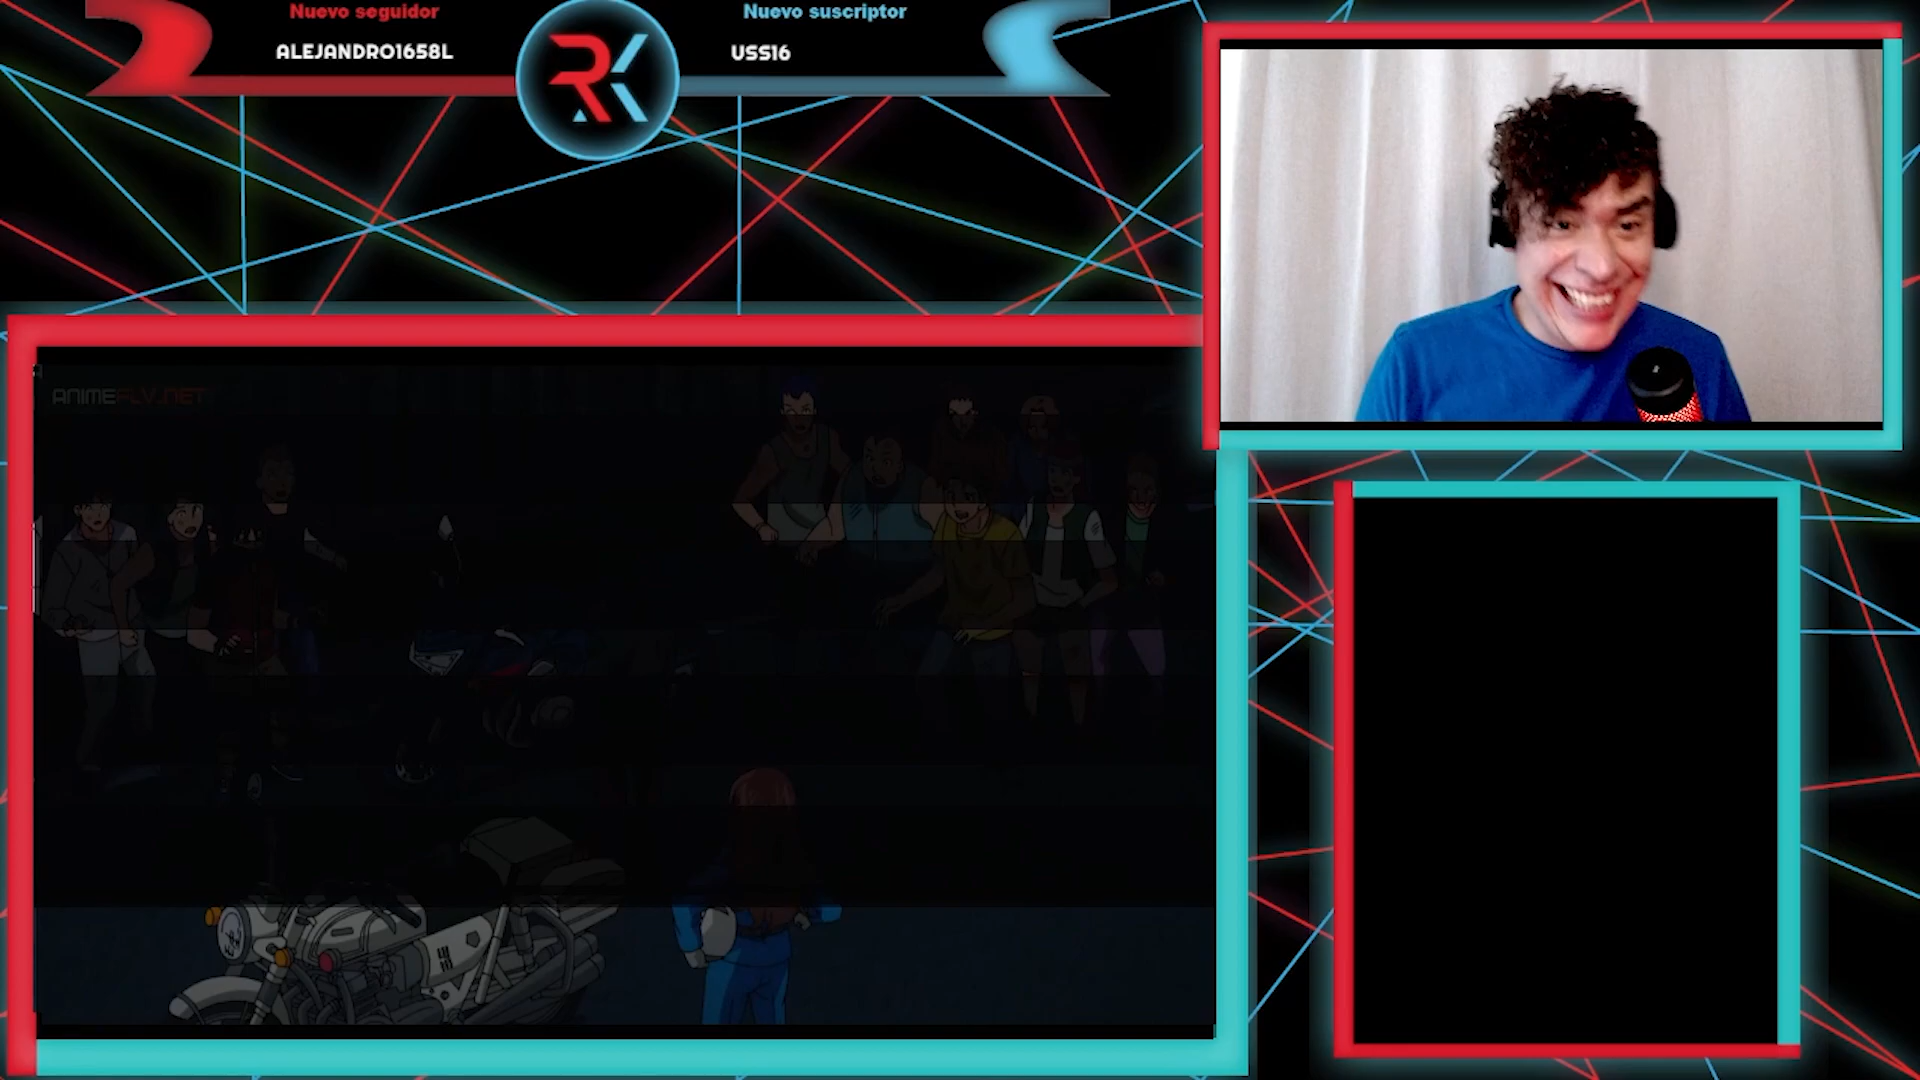 Nuevo seguidor
ALEJANDRO1658L
RK
Nuevo suscriptor
USS16
ANIMEFLV.NET